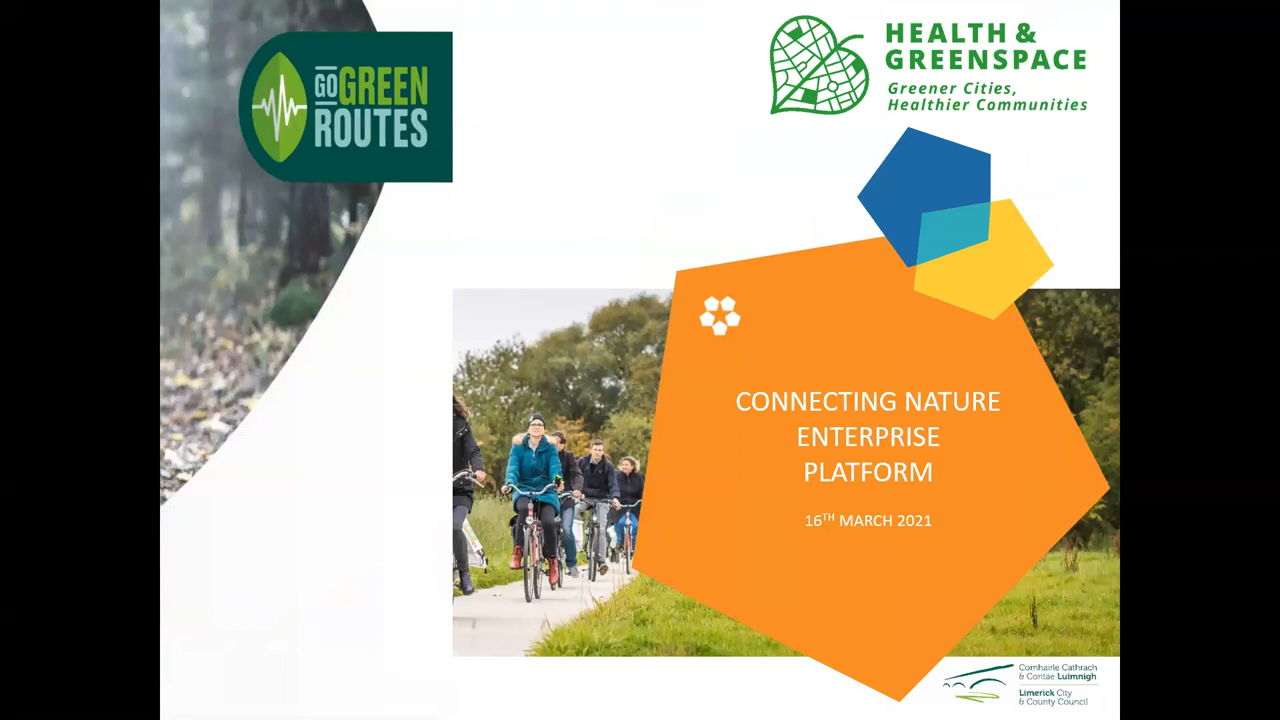 GO GREEN
ROUTES
HEALTH &
GREENSPACE
Greener Cities,
Healthier Communities
CONNECTING NATURE
ENTERPRISE
PLATFORM
16TH MARCH 2021
Comhairle Cathrach
& Contae Luimnigh
Limerick City
& County Council